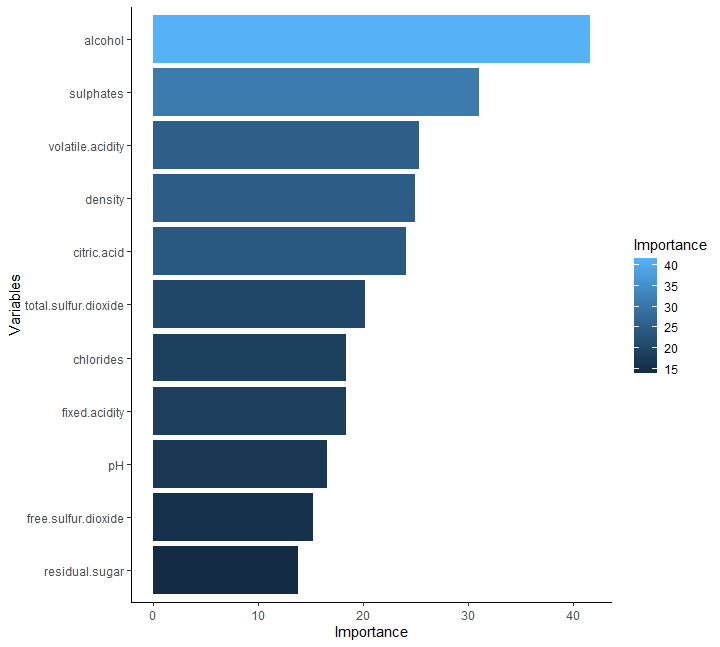 alcohol
sulphates
volatile.acidity
density
citric.acid
total.sulfur.dioxide
chlorides
fixed.acidity
pH
free.sulfur.dioxide
residual.sugar
Variables
0 10 20 30 40
Importance
Importance
40
35
30
25
20
15